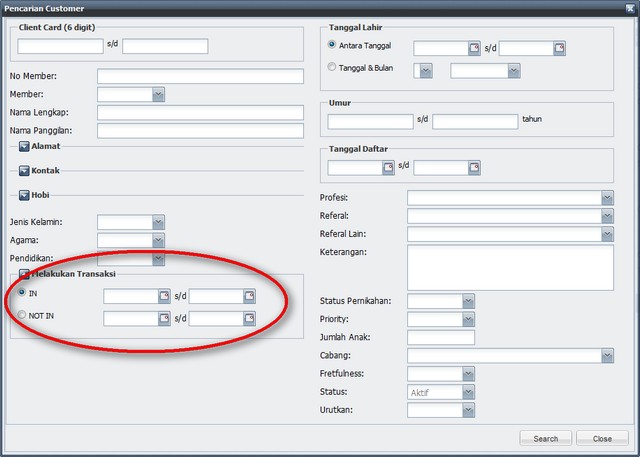 Pencarian Customer
Client Card (6 digit)
s/d
No Member:
Member:
Nama Lengkap:
Nama Panggilan:
Alamat
Kontak
Hobi
Jenis Kelamin:
Agama:
Pendidikan:
Melakukan Transaksi
IN s/d
NOT IN s/d
Tanggal Lahir
Antara Tanggal s/d
Tanggal & Bulan
Umur
s/d tahun
Tanggal Daftar
s/d
Profesi:
Referal:
Referal Lain:
Keterangan:
Status Pernikahan:
Priority:
Jumlah Anak:
Cabang:
Fretfulness:
Status: Aktif
Urutkan:
Search Close